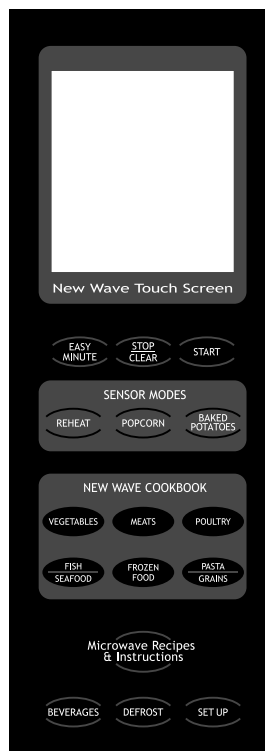 New Wave Touch Screen
EASY
MINUTE
STOP
CLEAR
START
SENSOR MODES
REHEAT
POPCORN
BAKED
POTATOES
NEW WAVE COOKBOOK
VEGETABLES
MEATS
POULTRY
FISH
SEAFOOD
FROZEN
FOOD
PASTA
GRAINS
Microwave Recipes
& Instructions
BEVERAGES
DEFROST
SET UP